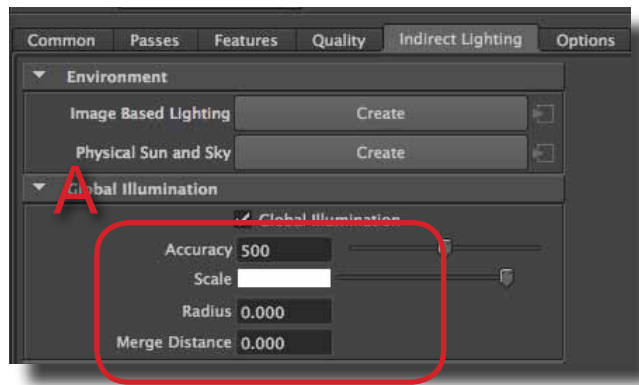 Common Passes Features Quality Indirect Lighting Options
Environment
Image Based Lighting Create
Physical Sun and Sky Create
A
Global Illumination
Global Illumination
Accuracy 500
Scale
Radius 0.000
Merge Distance 0.000